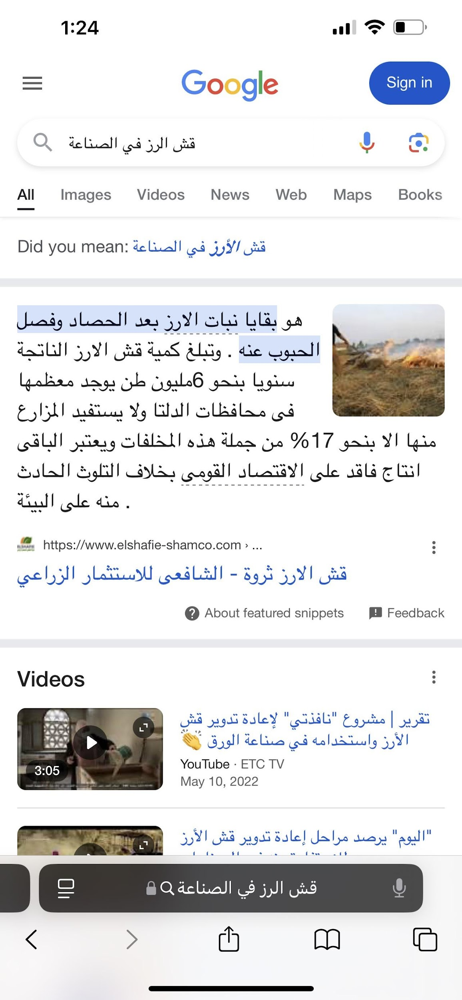 1:24
Google
Sign in
قش الرز في الصناعة
All Images Videos News Web Maps Books
Did you mean: قش الأرز في الصناعة
هو بقايا نبات الارز بعد الحصاد وفصل
الحبوب عنه . وتبلغ كمية قش الارز الناتجة
سنويا بنحو 6مليون طن يوجد معظمها
فى محافظات الدلتا ولا يستفيد المزارع
منها الا بنحو 17% من جملة هذه المخلفات ويعتبر الباقى
انتاج فاقد على الاقتصاد القومى بخلاف التلوث الحادث
منه على البيئة .
ELSHAFIE
https://www.elshafie-shamco.com › ...
قش الارز ثروة - الشافعى للاستثمار الزراعي
About featured snippets Feedback
Videos
تقرير | مشروع "نافذتي" لإعادة تدوير قش
الأرز واستخدامه في صناعة الورق 👏
YouTube · ETC TV
May 10, 2022
3:05
"اليوم" يرصد مراحل إعادة تدوير قش الأرز
قش الرز في الصناعة